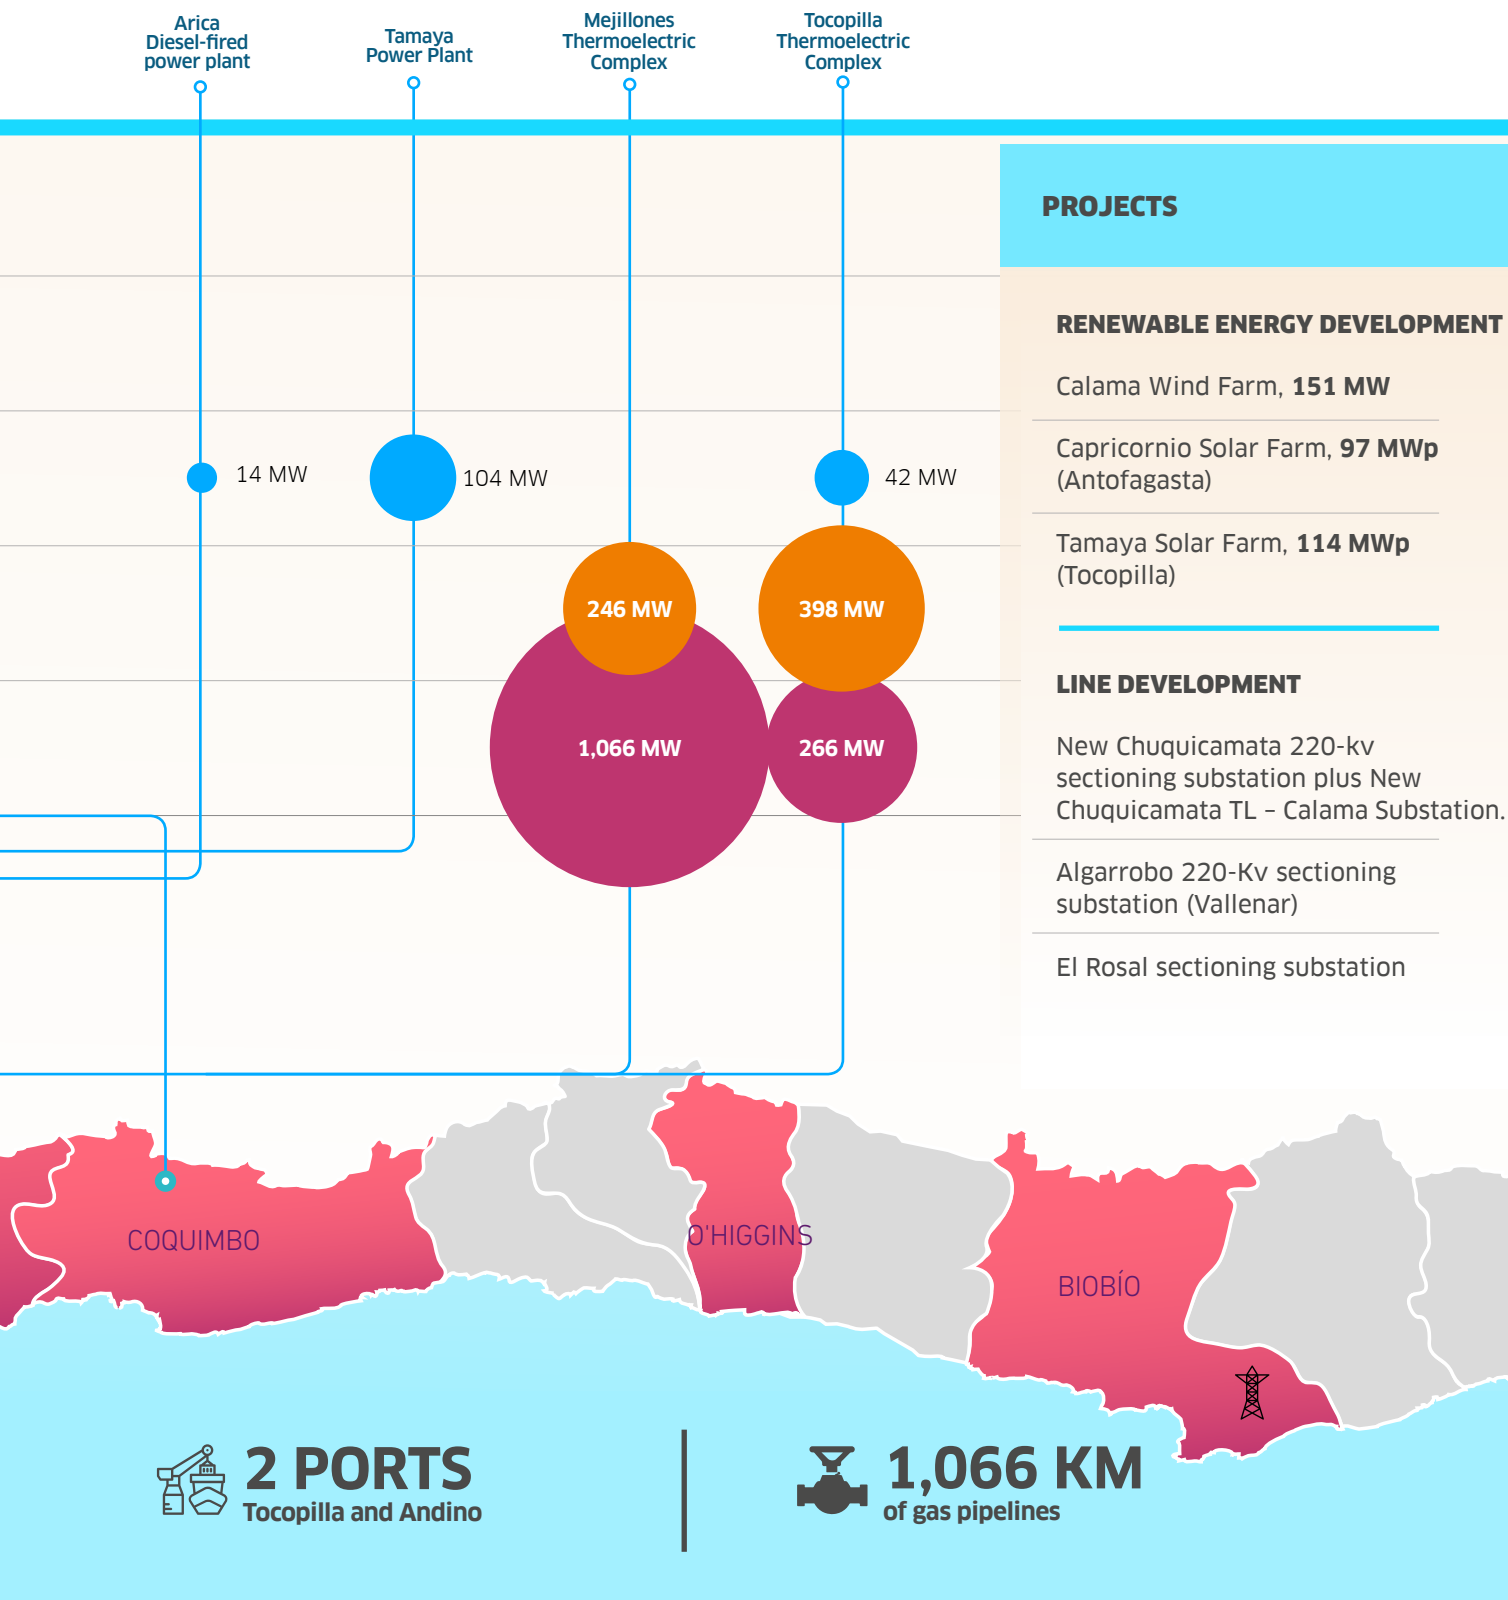 Arica
Diesel-fired
power plant
Tamaya
Power Plant
Mejillones
Thermoelectric
Complex
Tocopilla
Thermoelectric
Complex
14 MW
104 MW
42 MW
246 MW
398 MW
1,066 MW
266 MW
PROJECTS
RENEWABLE ENERGY DEVELOPMENT
Calama Wind Farm, 151 MW
Capricornio Solar Farm, 97 MWp
(Antofagasta)
Tamaya Solar Farm, 114 MWp
(Tocopilla)
LINE DEVELOPMENT
New Chuquicamata 220-kv
sectioning substation plus New
Chuquicamata TL – Calama Substation.
Algarrobo 220-Kv sectioning
substation (Vallenar)
El Rosal sectioning substation
COQUIMBO
O'HIGGINS
BIOBÍO
2 PORTS
Tocopilla and Andino
1,066 KM
of gas pipelines